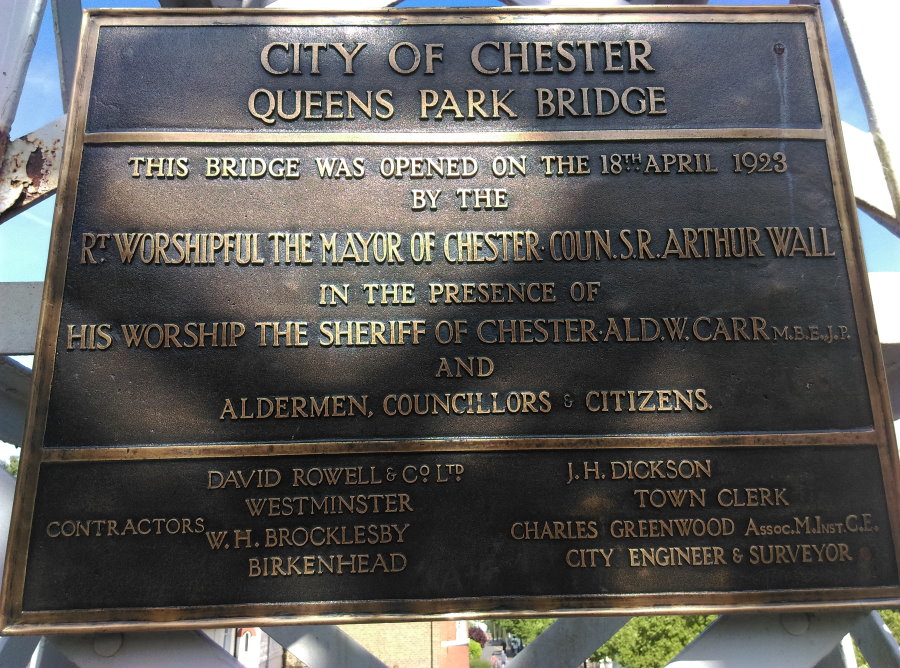 CITY OF CHESTER
QUEENS PARK BRIDGE
THIS BRIDGE WAS OPENED ON THE 18TH APRIL 1923
BY THE
RT WORSHIPFUL THE MAYOR OF CHESTER·COUN.S.R.ARTHUR WALL
IN THE PRESENCE OF
HIS WORSHIP THE SHERIFF OF CHESTER·ALD.W.CARR M.B.E.,J.P.
AND
ALDERMEN, COUNCILLORS & CITIZENS.
CONTRACTORS
DAVID ROWELL & CO LTD
WESTMINSTER
W.H. BROCKLESBY
BIRKENHEAD
J.H. DICKSON
TOWN CLERK
CHARLES GREENWOOD ASSOC.M.INST.C.E.
CITY ENGINEER & SURVEYOR